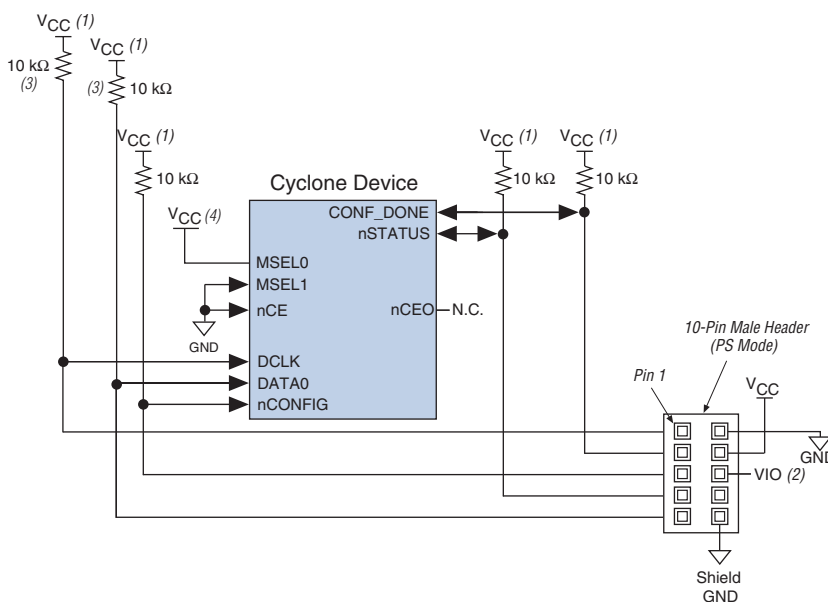 VCC (1)
VCC (1)
10 kΩ
(3)
(3)
10 kΩ
VCC (1)
10 kΩ
VCC (1)
VCC (1)
10 kΩ
10 kΩ
Cyclone Device
VCC (4)
CONF_DONE
nSTATUS
MSEL0
MSEL1
nCE
nCEO
N.C.
GND
DCLK
DATA0
nCONFIG
10-Pin Male Header
(PS Mode)
Pin 1
VCC
GND
VIO (2)
Shield
GND